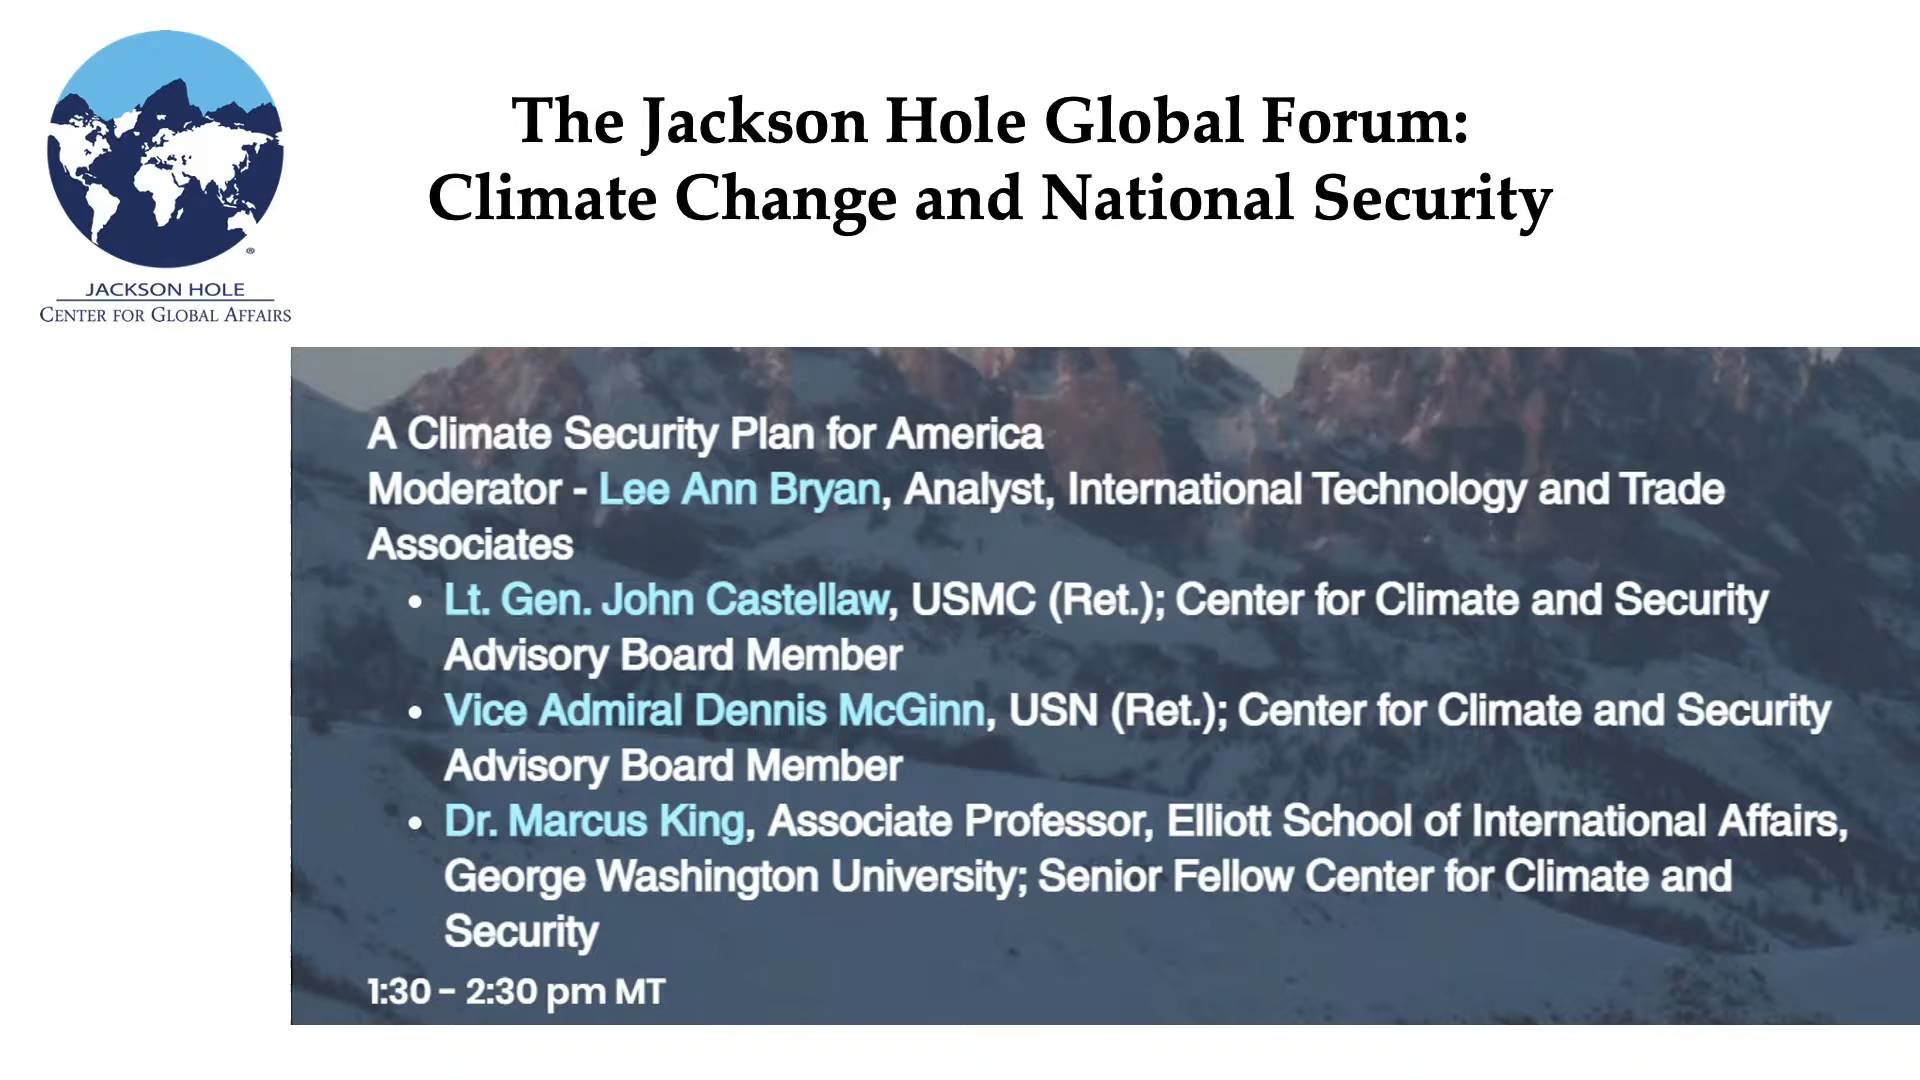 The Jackson Hole Global Forum:
Climate Change and National Security
®
JACKSON HOLE
CENTER FOR GLOBAL AFFAIRS
A Climate Security Plan for America
Moderator - Lee Ann Bryan, Analyst, International Technology and Trade
Associates
• Lt. Gen. John Castellaw, USMC (Ret.); Center for Climate and Security
Advisory Board Member
• Vice Admiral Dennis McGinn, USN (Ret.); Center for Climate and Security
Advisory Board Member
• Dr. Marcus King, Associate Professor, Elliott School of International Affairs,
George Washington University; Senior Fellow Center for Climate and
Security
1:30 – 2:30 pm MT